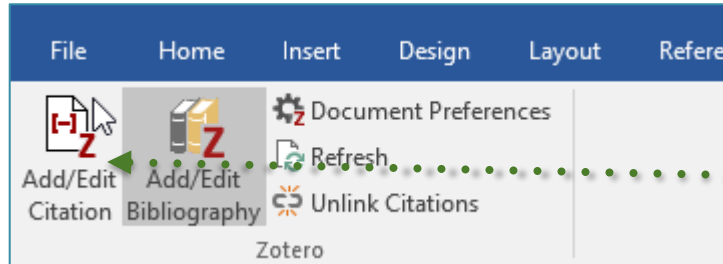 File Home Insert Design Layout Refere
Document Preferences
Refresh
Unlink Citations
Add/Edit Citation
Add/Edit Bibliography
Zotero